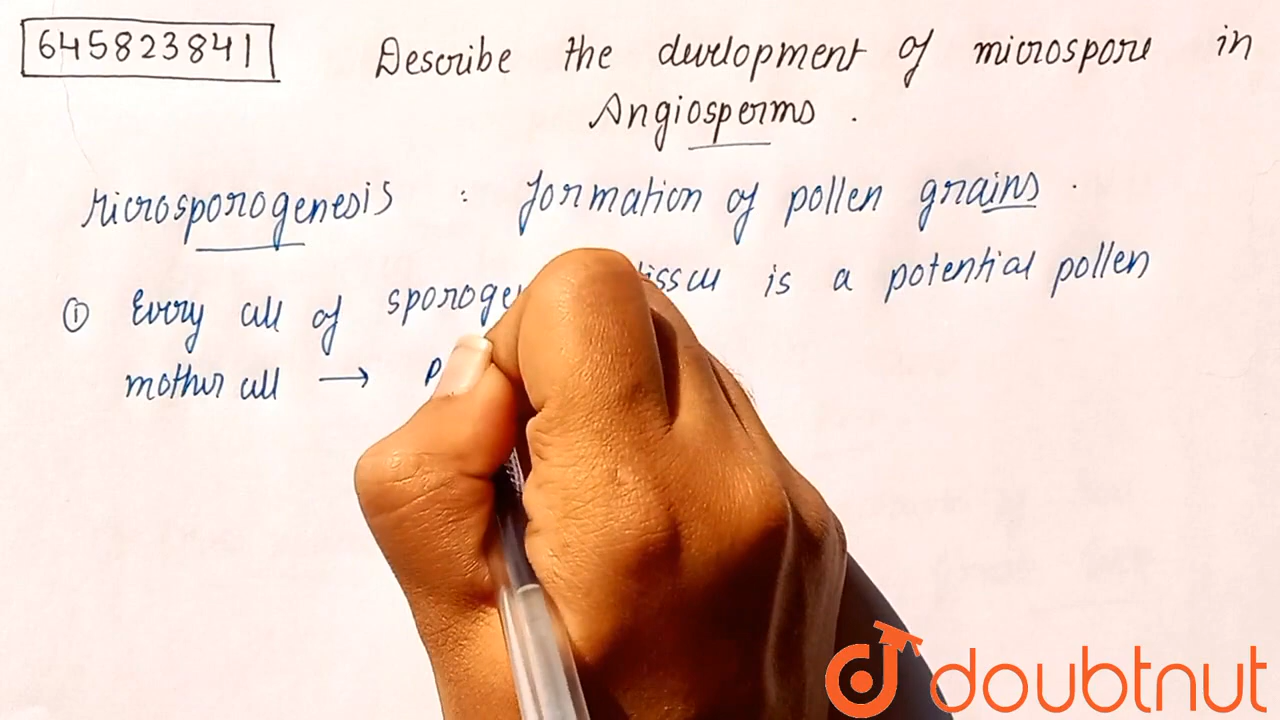 645823841 Describe the development of microspore in
Angiosperms .
Microsporogenesis : formation of pollen grains .
① Every cell of tissue is a potential pollen
mother cell →
doubtnut